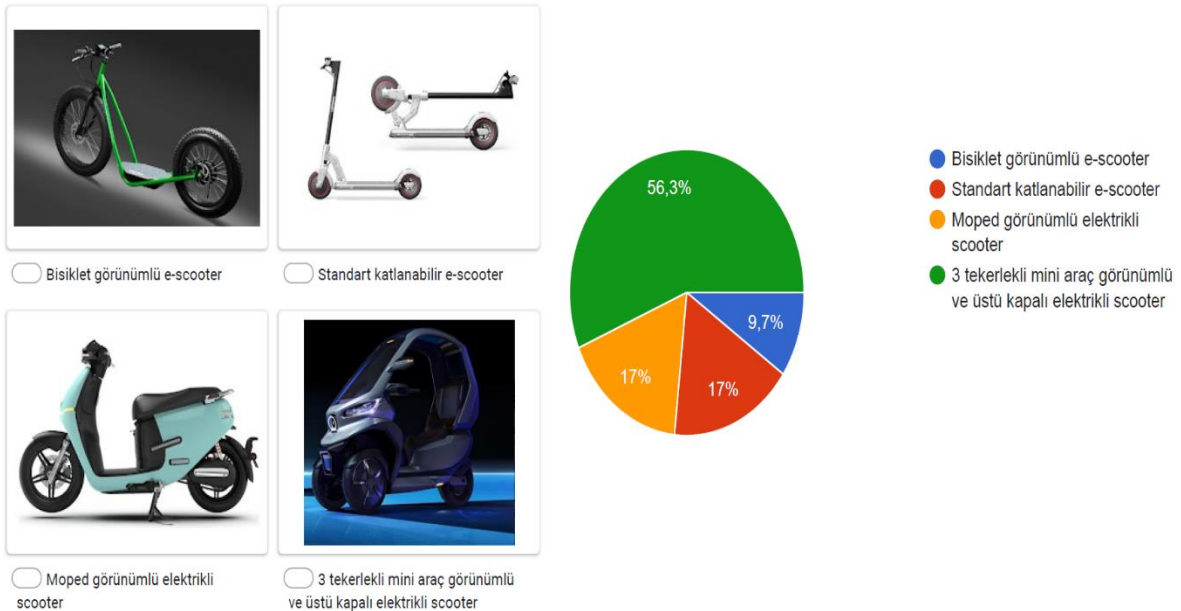 Bisiklet görünümlü e-scooter
Standart katlanabilir e-scooter
Moped görünümlü elektrikli
scooter
3 tekerlekli mini araç görünümlü
ve üstü kapalı elektrikli scooter
56,3%
9,7%
17%
17%
Bisiklet görünümlü e-scooter
Standart katlanabilir e-scooter
Moped görünümlü elektrikli
scooter
3 tekerlekli mini araç görünümlü
ve üstü kapalı elektrikli scooter